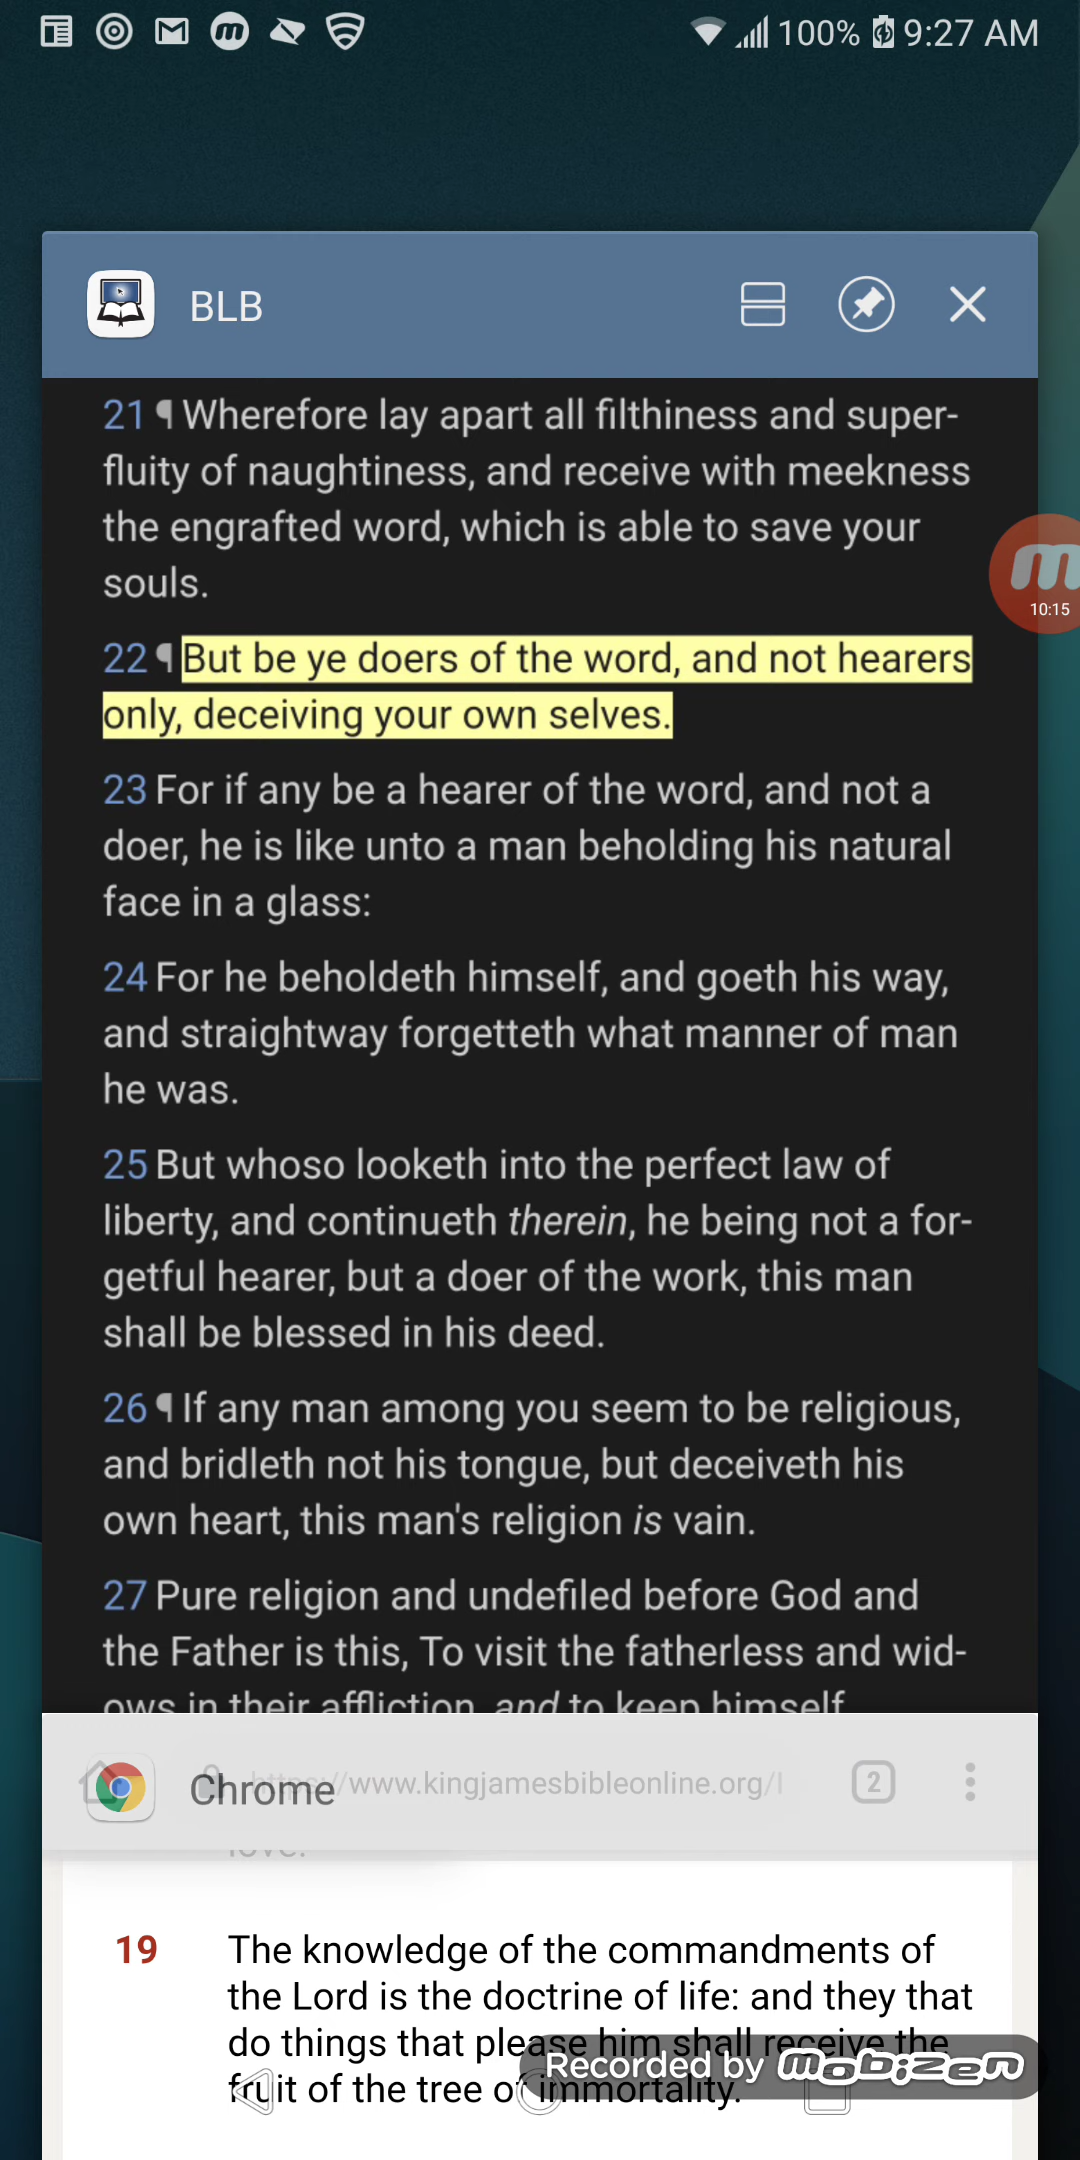 100% 9:27 AM
BLB
21 ¶ Wherefore lay apart all filthiness and super-
fluity of naughtiness, and receive with meekness
the engrafted word, which is able to save your
souls.
m
10:15
22 ¶ But be ye doers of the word, and not hearers
only, deceiving your own selves.
23 For if any be a hearer of the word, and not a
doer, he is like unto a man beholding his natural
face in a glass:
24 For he beholdeth himself, and goeth his way,
and straightway forgetteth what manner of man
he was.
25 But whoso looketh into the perfect law of
liberty, and continueth therein, he being not a for-
getful hearer, but a doer of the work, this man
shall be blessed in his deed.
26 ¶ If any man among you seem to be religious,
and bridleth not his tongue, but deceiveth his
own heart, this man's religion is vain.
27 Pure religion and undefiled before God and
the Father is this, To visit the fatherless and wid-
ows in their affliction, and to keep himself
Chrome https://www.kingjamesbibleonline.org/ 2
love.
19 The knowledge of the commandments of
the Lord is the doctrine of life: and they that
do things that please him shall receive the
fruit of the tree of immortality.
Recorded by mobizen